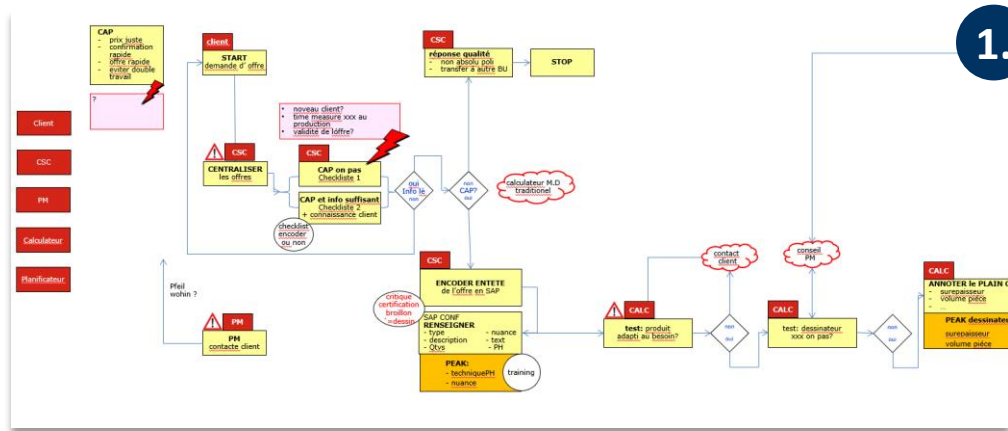 1.
CAP
- prix juste
- confirmation
rapide
- offre rapide
- eviter double
travail
?
Client
CSC
PM
Calculateur
Planificateur
client
START
demande d' offre
CSC
CENTRALISER
les offres
• noveau client?
• time measure xxx au
production
• validité de lóffre?
CSC
CAP on pas
Checkliste 1
CAP et info suffisant
Checkliste 2
+ connaissance client
checklist
encoder
ou non
oui
Info lè
non
CSC
réponse qualité
- non absolu poli
- transfer à autre BU
STOP
non
CAP?
oui
calculateur M.D
traditionel
Pfeil
wohin ?
PM
PM
contacte client
CSC
ENCODER ENTETE
de l'offre en SAP
critique
certification
broillon
=dessin
SAP CONF
RENSEIGNER
- type - nuance
- description - text
- Qtys - PH
PEAK:
- techniquePH
- nuance
training
contact
client
CALC
test: produit
adapti au besoin?
non
oui
conseil
PM
CALC
test: dessinateur
xxx on pas?
non
oui
CALC
ANNOTER le PLAIN C
- surepaisseur
- volume pièce
- ...
PEAK dessinate
surepaisseur
volume piéce